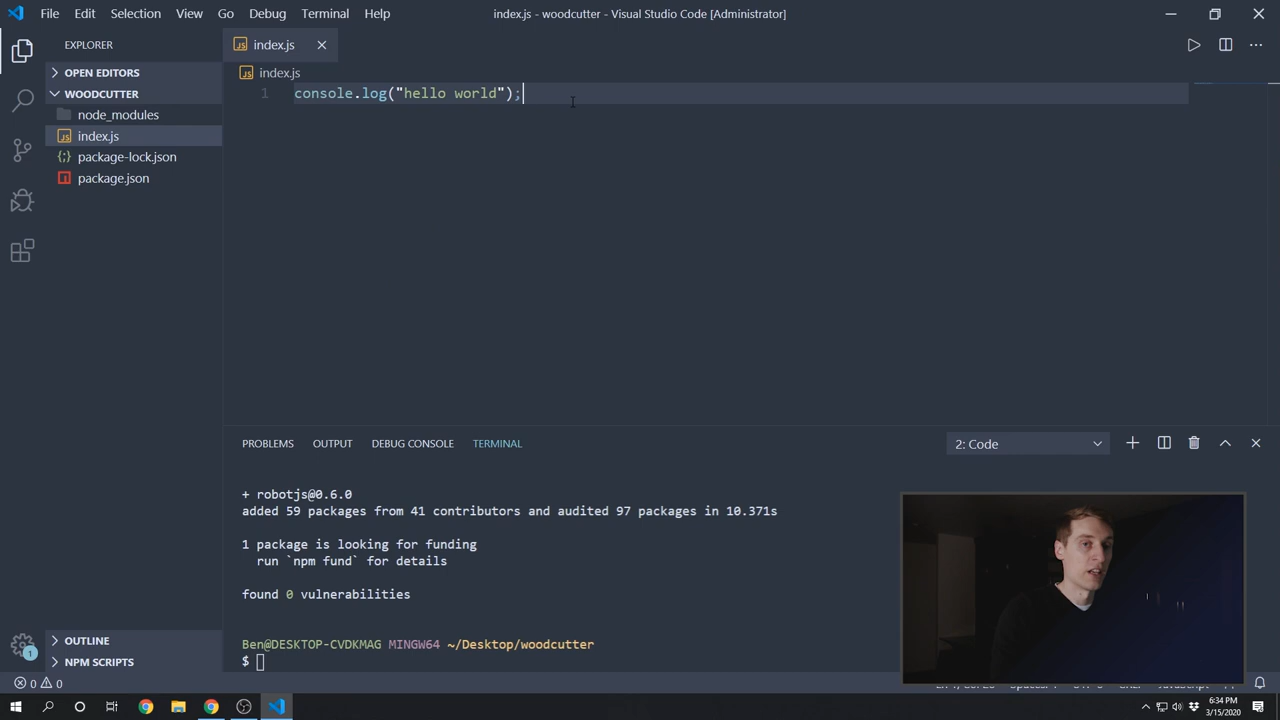 File Edit Selection View Go Debug Terminal Help
index.js - woodcutter - Visual Studio Code [Administrator]
EXPLORER
index.js
OPEN EDITORS
WOODCUTTER
node_modules
index.js
package-lock.json
package.json
index.js
1 console.log("hello world");
PROBLEMS OUTPUT DEBUG CONSOLE TERMINAL
2: Code
+ robotjs@0.6.0
added 59 packages from 41 contributors and audited 97 packages in 10.371s
1 package is looking for funding
run `npm fund` for details
found 0 vulnerabilities
Ben@DESKTOP-CVDKMAG MINGW64 ~/Desktop/woodcutter
$
OUTLINE
NPM SCRIPTS
1
0 0
6:34 PM
3/15/2020